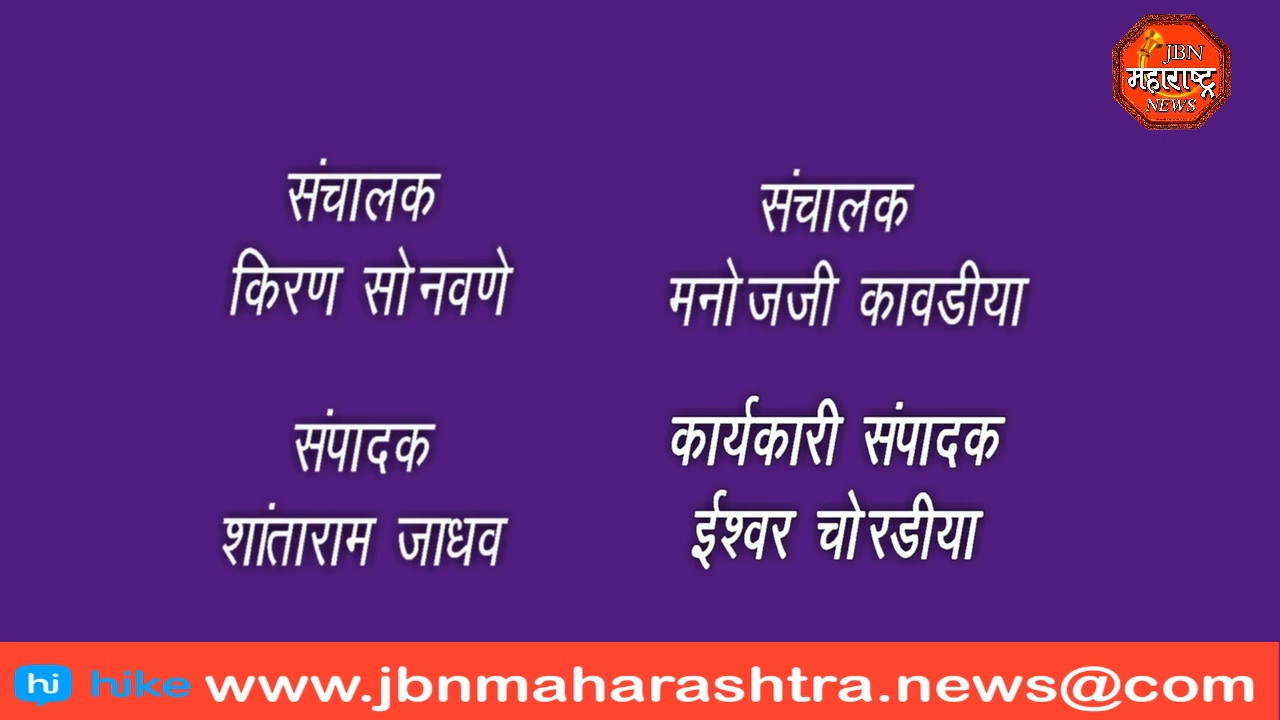 JBN
महाराष्ट्र
NEWS
संचालक
किरण सोनवणे
संचालक
मनोजजी कावडीया
संपादक
शांताराम जाधव
कार्यकारी संपादक
ईश्वर चोरडीया
hi hike www.jbnmaharashtra.news@com